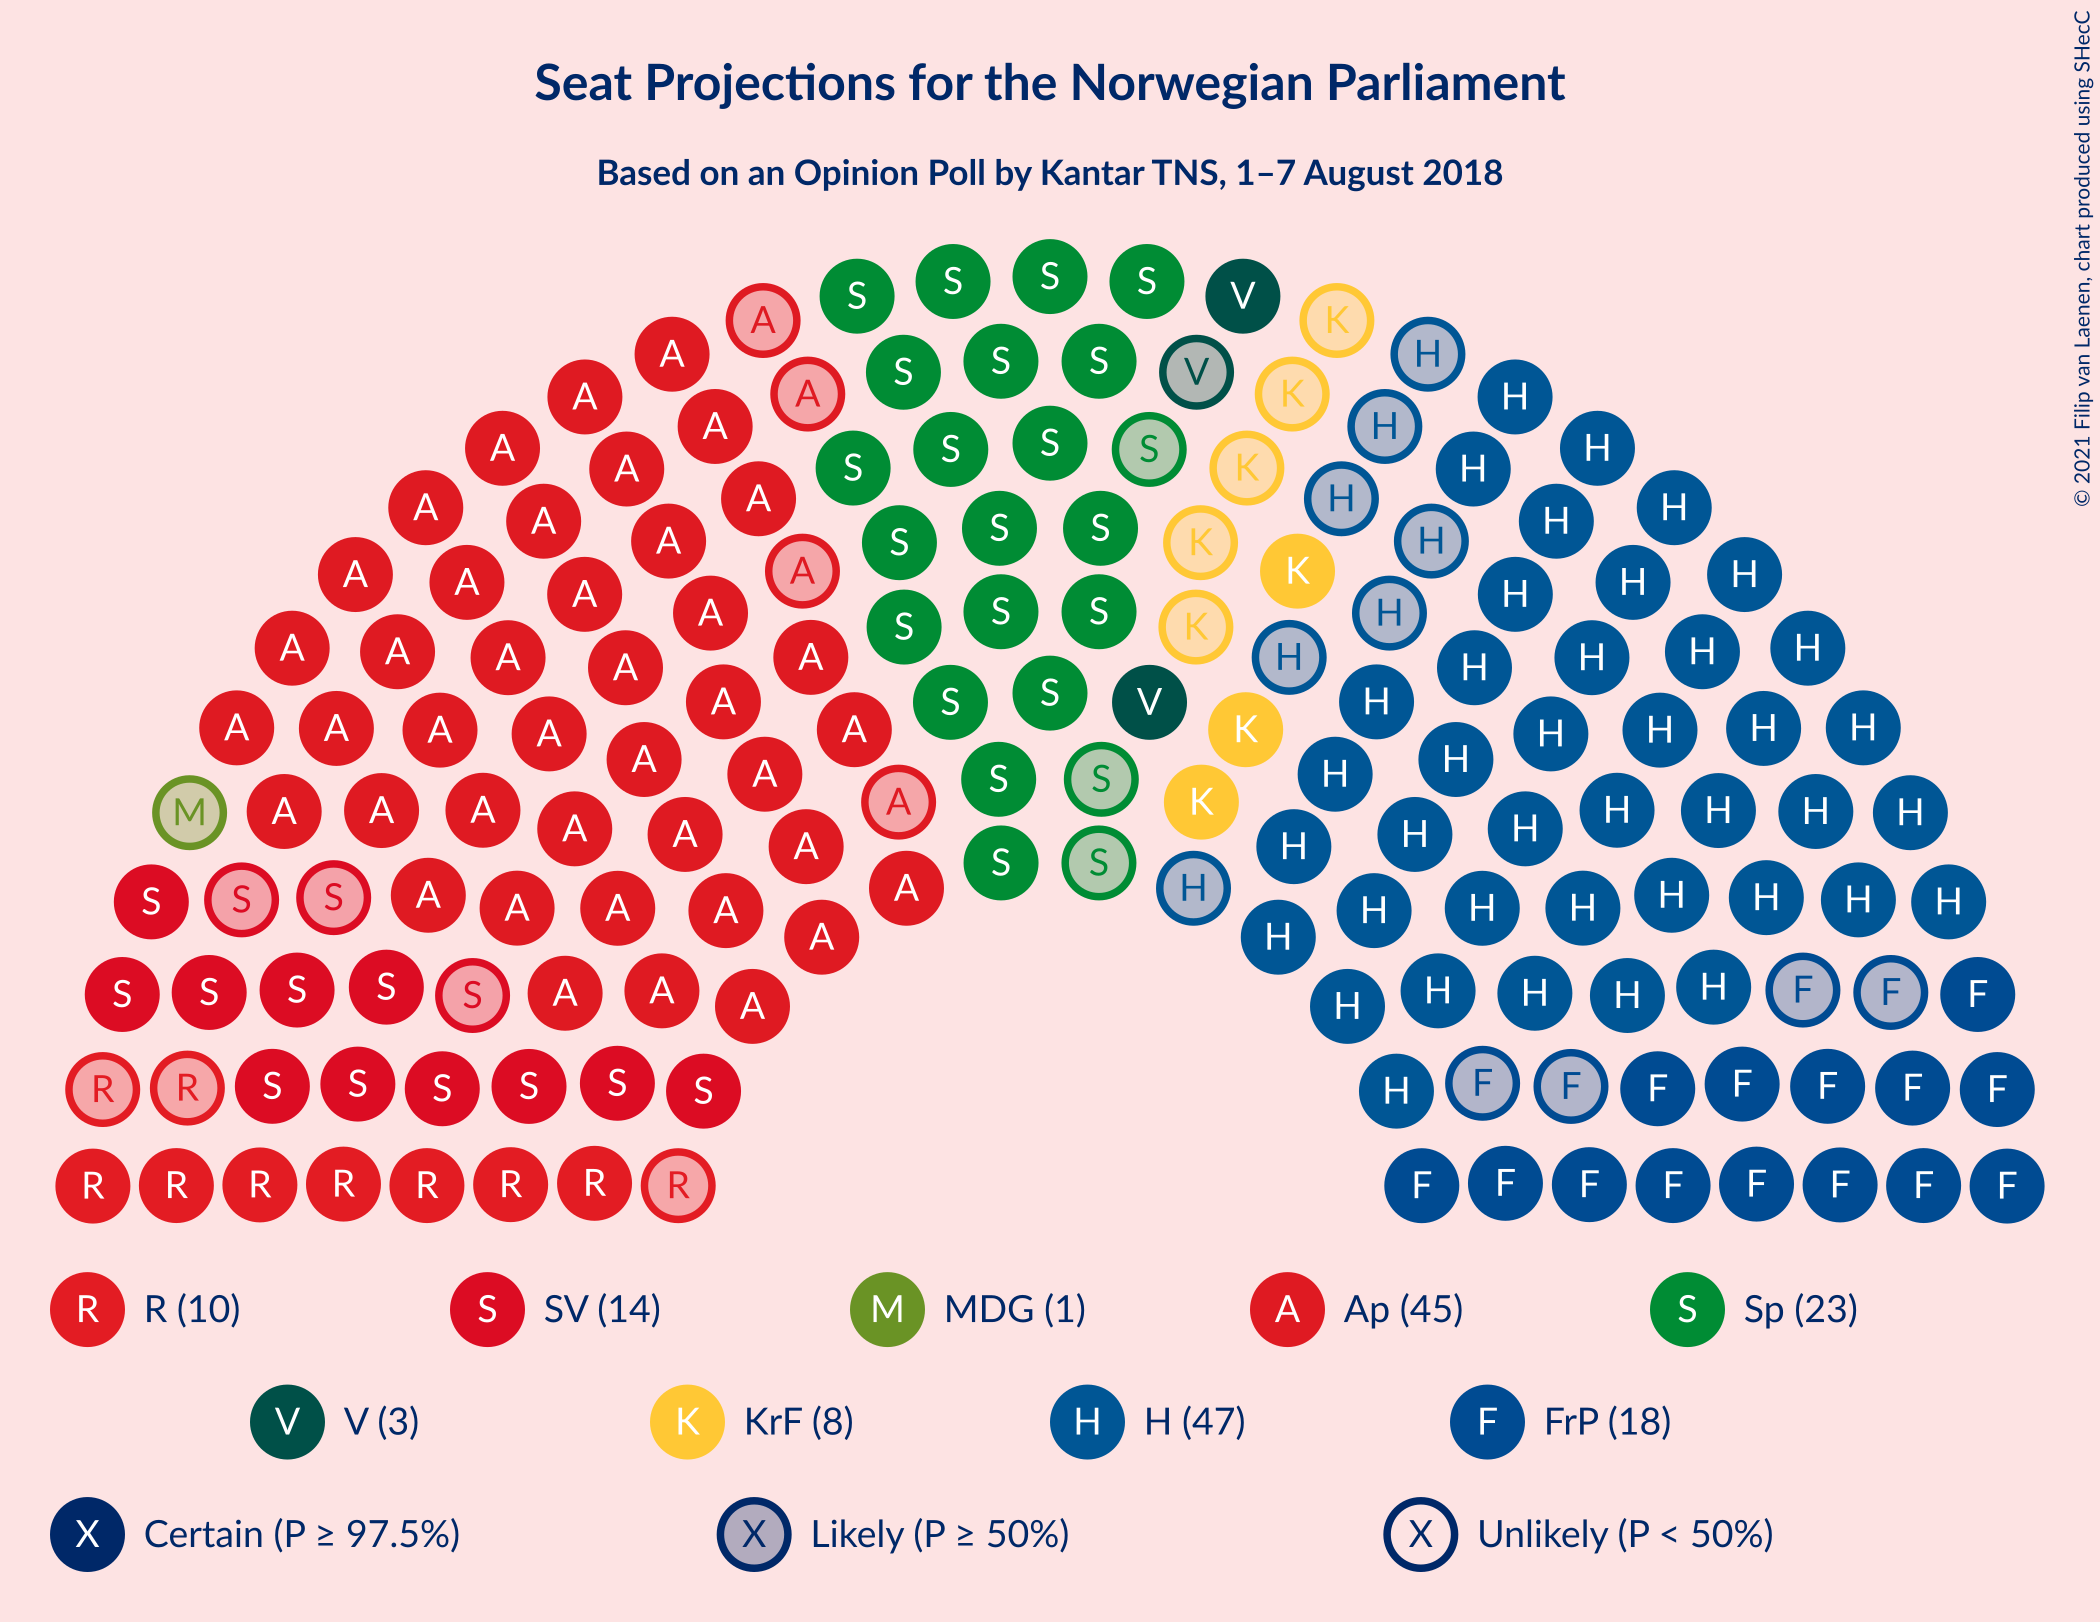 Seat Projections for the Norwegian Parliament
Based on an Opinion Poll by Kantar TNS, 1–7 August 2018
© 2021 Filip van Laenen, chart produced using SHecC
S S S S V
A K
A H
A S S S V H
A K
A H
A S S S S H
A K
A H
A S S S K H
A K
A H
A S S S K H
A H
A S S V H
A K
M A A A A A A A A S S K H H H H H H H H
S S S A A A A A A S S H H H H H H H H H
S S S S S A A A H H H H H F F F
R R S S S S S S H F F F F F F F
R R R R R R R R F F F F F F F F
R R (10) S SV (14) M MDG (1) A Ap (45) S Sp (23)
V V (3) K KrF (8) H H (47) F FrP (18)
X Certain (P ≥ 97.5%) X Likely (P ≥ 50%) X Unlikely (P < 50%)